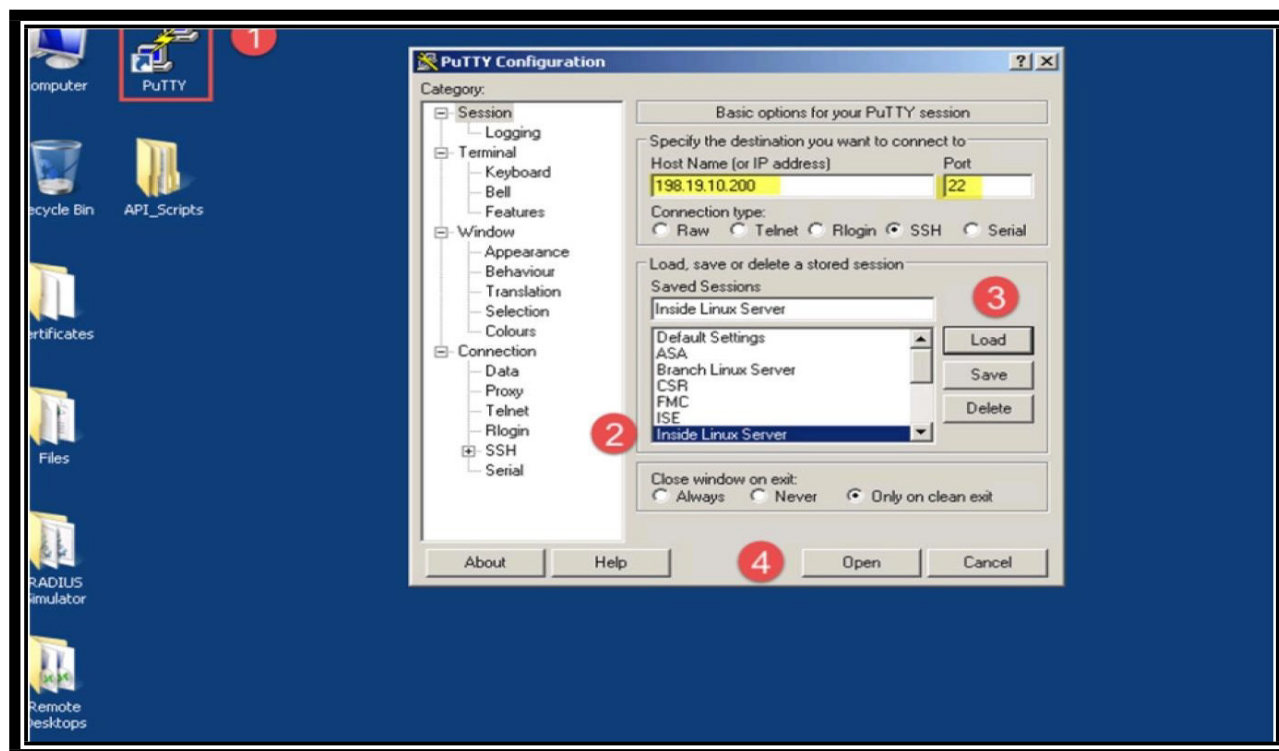 1
omputer
PuTTY
ecycle Bin
API_Scripts
ertificates
Files
RADIUS
imulator
Remote
esktops
PuTTY Configuration
Category:
Session
Logging
Terminal
Keyboard
Bell
Features
Window
Appearance
Behaviour
Translation
Selection
Colours
Connection
Data
Proxy
Telnet
Rlogin
SSH
Serial
2
Basic options for your PuTTY session
Specify the destination you want to connect to
Host Name (or IP address) Port
198.19.10.200 22
Connection type:
Raw Telnet Rlogin SSH Serial
Load, save or delete a stored session
Saved Sessions
Inside Linux Server
3
Default Settings
ASA
Branch Linux Server
CSR
FMC
ISE
Inside Linux Server
Load
Save
Delete
Close window on exit:
Always Never Only on clean exit
About Help 4 Open Cancel